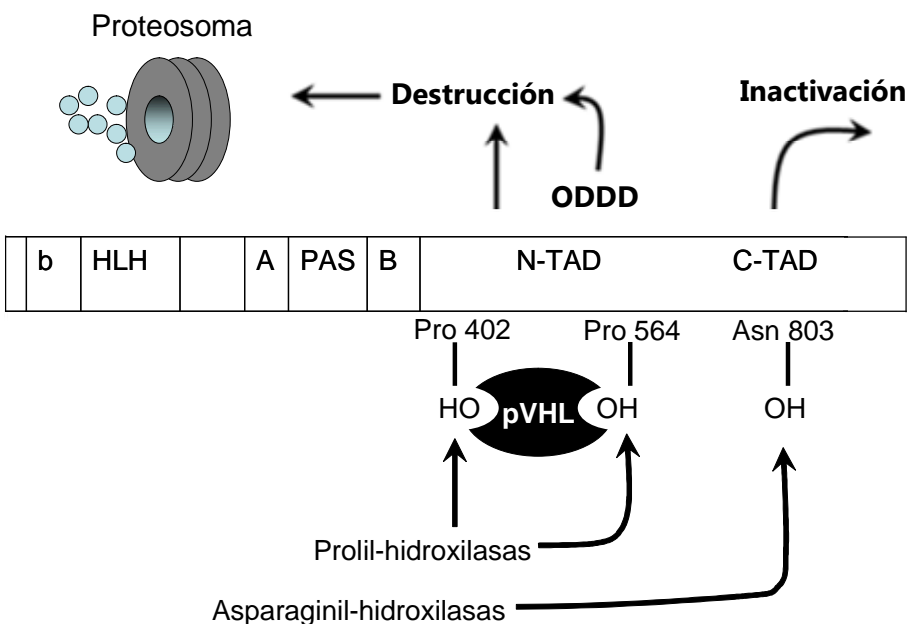 Proteosoma
Destrucción
Inactivación
ODDD
b HLH A PAS B N-TAD C-TAD
Pro 402 Pro 564 Asn 803
HO pVHL OH OH
Prolil-hidroxilasas
Asparaginil-hidroxilasas